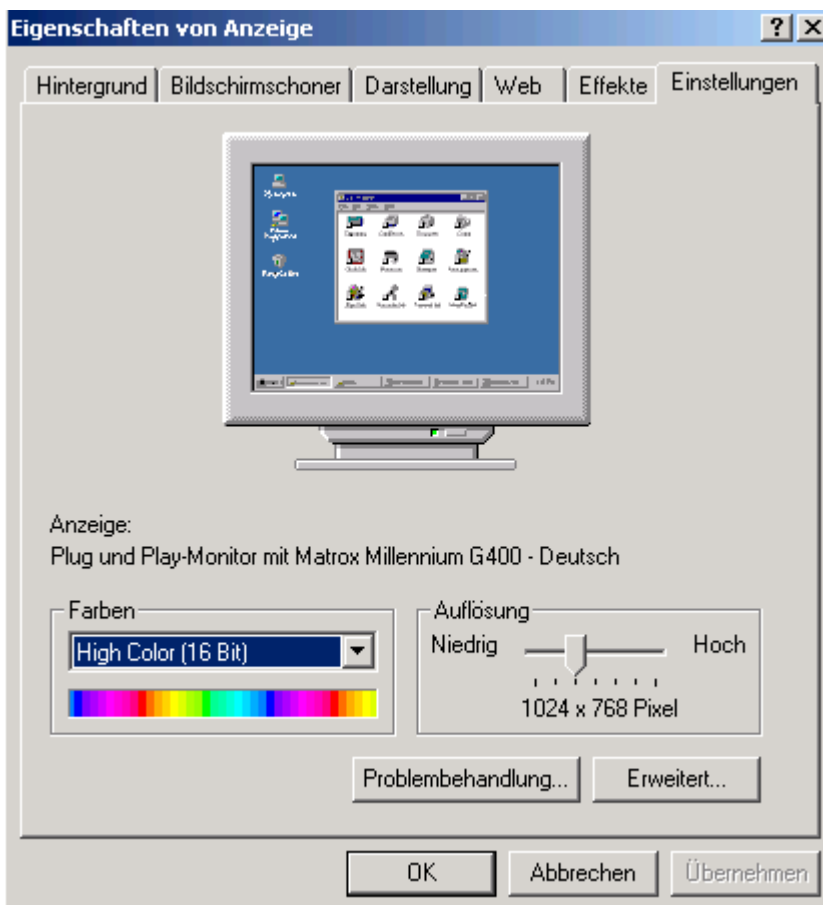 Eigenschaften von Anzeige
Hintergrund Bildschirmschoner Darstellung Web Effekte Einstellungen
Anzeige:
Plug und Play-Monitor mit Matrox Millennium G400 - Deutsch
Farben
High Color (16 Bit)
Auflösung
Niedrig Hoch
1024 x 768 Pixel
Problembehandlung... Erweitert...
OK Abbrechen Übernehmen